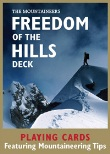 THE MOUNTAINEERS
FREEDOM
OF THE
HILLS
DECK
PLAYING CARDS
Featuring Mountaineering Tips